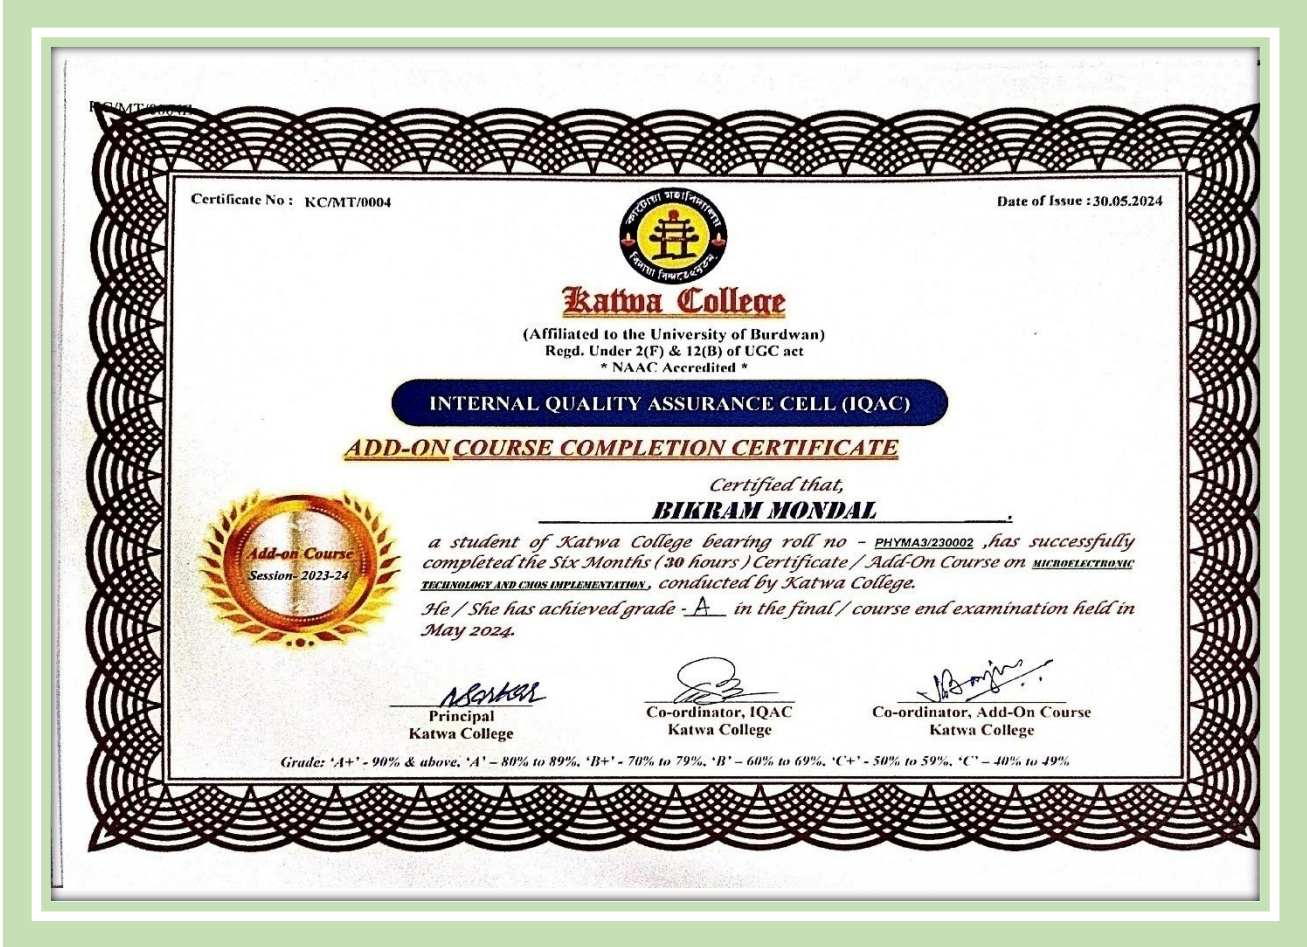 Certificate No : KC/MT/0004
Date of Issue : 30.05.2024
কাটোয়া মহাবিদ্যালয়
Katwa College
(Affiliated to the University of Burdwan)
Regd. Under 2(F) & 12(B) of UGC act
* NAAC Accredited *
INTERNAL QUALITY ASSURANCE CELL (IQAC)
ADD-ON COURSE COMPLETION CERTIFICATE
Certified that,
BIKRAM MONDAL .
Add-on Course
Session- 2023-24
a student of Katwa College bearing roll no - PHYMA3/230002 ,has successfully
completed the Six Months ( 30 hours ) Certificate / Add-On Course on MICROELECTRONIC
TECHNOLOGY AND CMOS IMPLEMENTATION , conducted by Katwa College.
He / She has achieved grade - A in the final / course end examination held in
May 2024.
Principal
Katwa College
Co-ordinator, IQAC
Katwa College
Co-ordinator, Add-On Course
Katwa College
Grade: ‘A+’ - 90% & above, ‘A’ – 80% to 89%, ‘B+’ - 70% to 79%, ‘B’ – 60% to 69%, ‘C+’ - 50% to 59%, ‘C’ – 40% to 49%